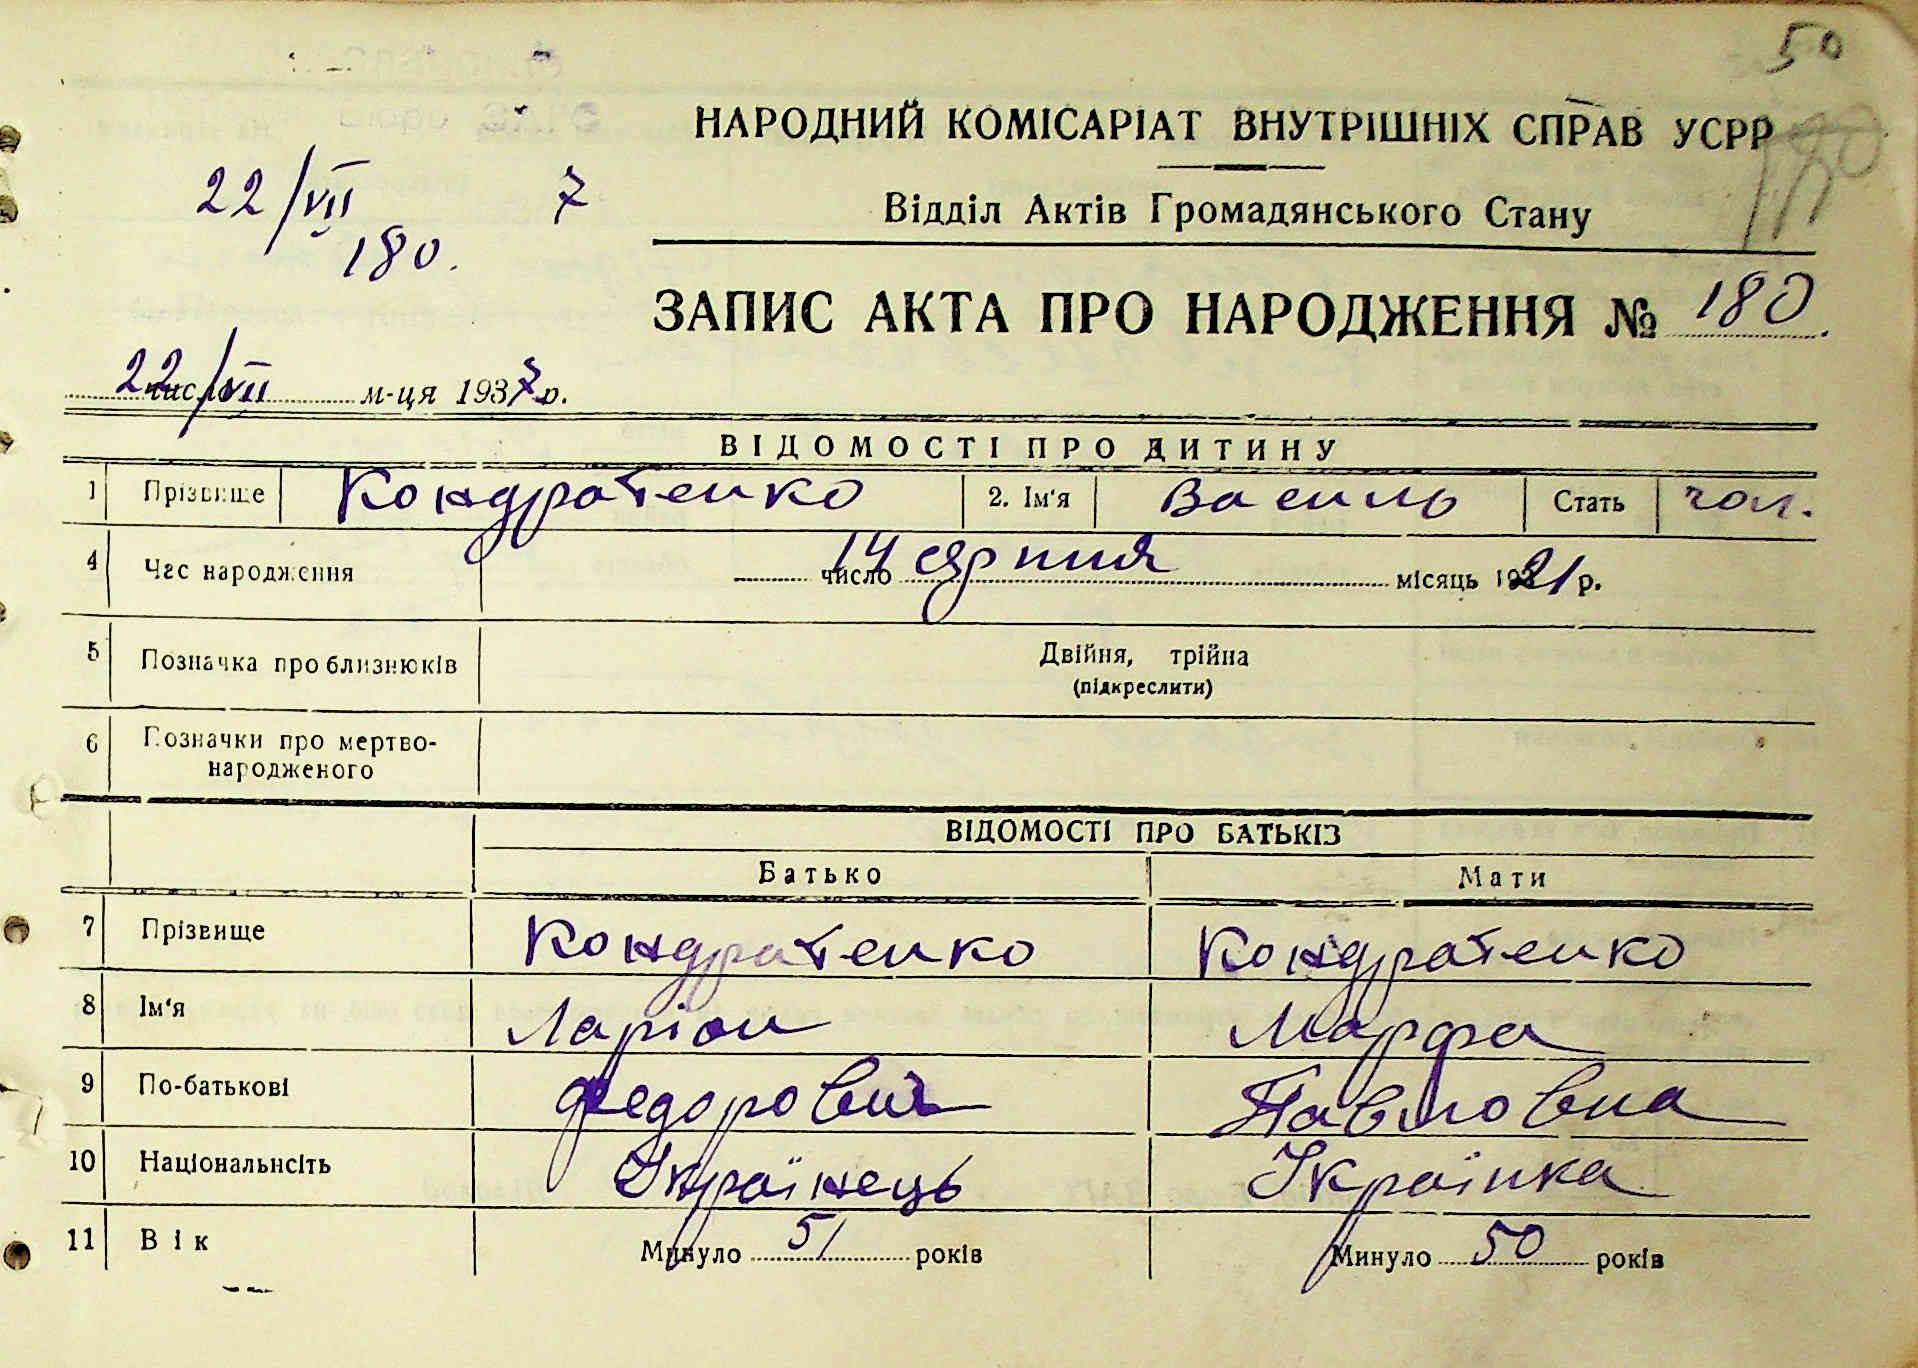 50
НАРОДНИЙ КОМІСАРІАТ ВНУТРІШНІХ СПРАВ УСРР
22/VII 7
180.
Відділ Актів Громадянського Стану
ЗАПИС АКТА ПРО НАРОДЖЕННЯ № 180.
22 число /VII м-ця 1937 р.
ВІДОМОСТІ ПРО ДИТИНУ
1 Прізвище Кондратенко 2. Ім'я Василь Стать чол.
4 Час народження 14 число серпня місяць 1921 р.
5 Позначка про близнюків Двійня, трійна
(підкреслити)
6 Позначки про мертво-
народженого
ВІДОМОСТІ ПРО БАТЬКІВ
Батько Мати
7 Прізвище Кондратенко Кондратенко
8 Ім'я Ларіон Марфа
9 По-батькові Федорович Павловна
10 Національнсіть Українець Українка
11 Вік Минуло 51 років Минуло 50 років